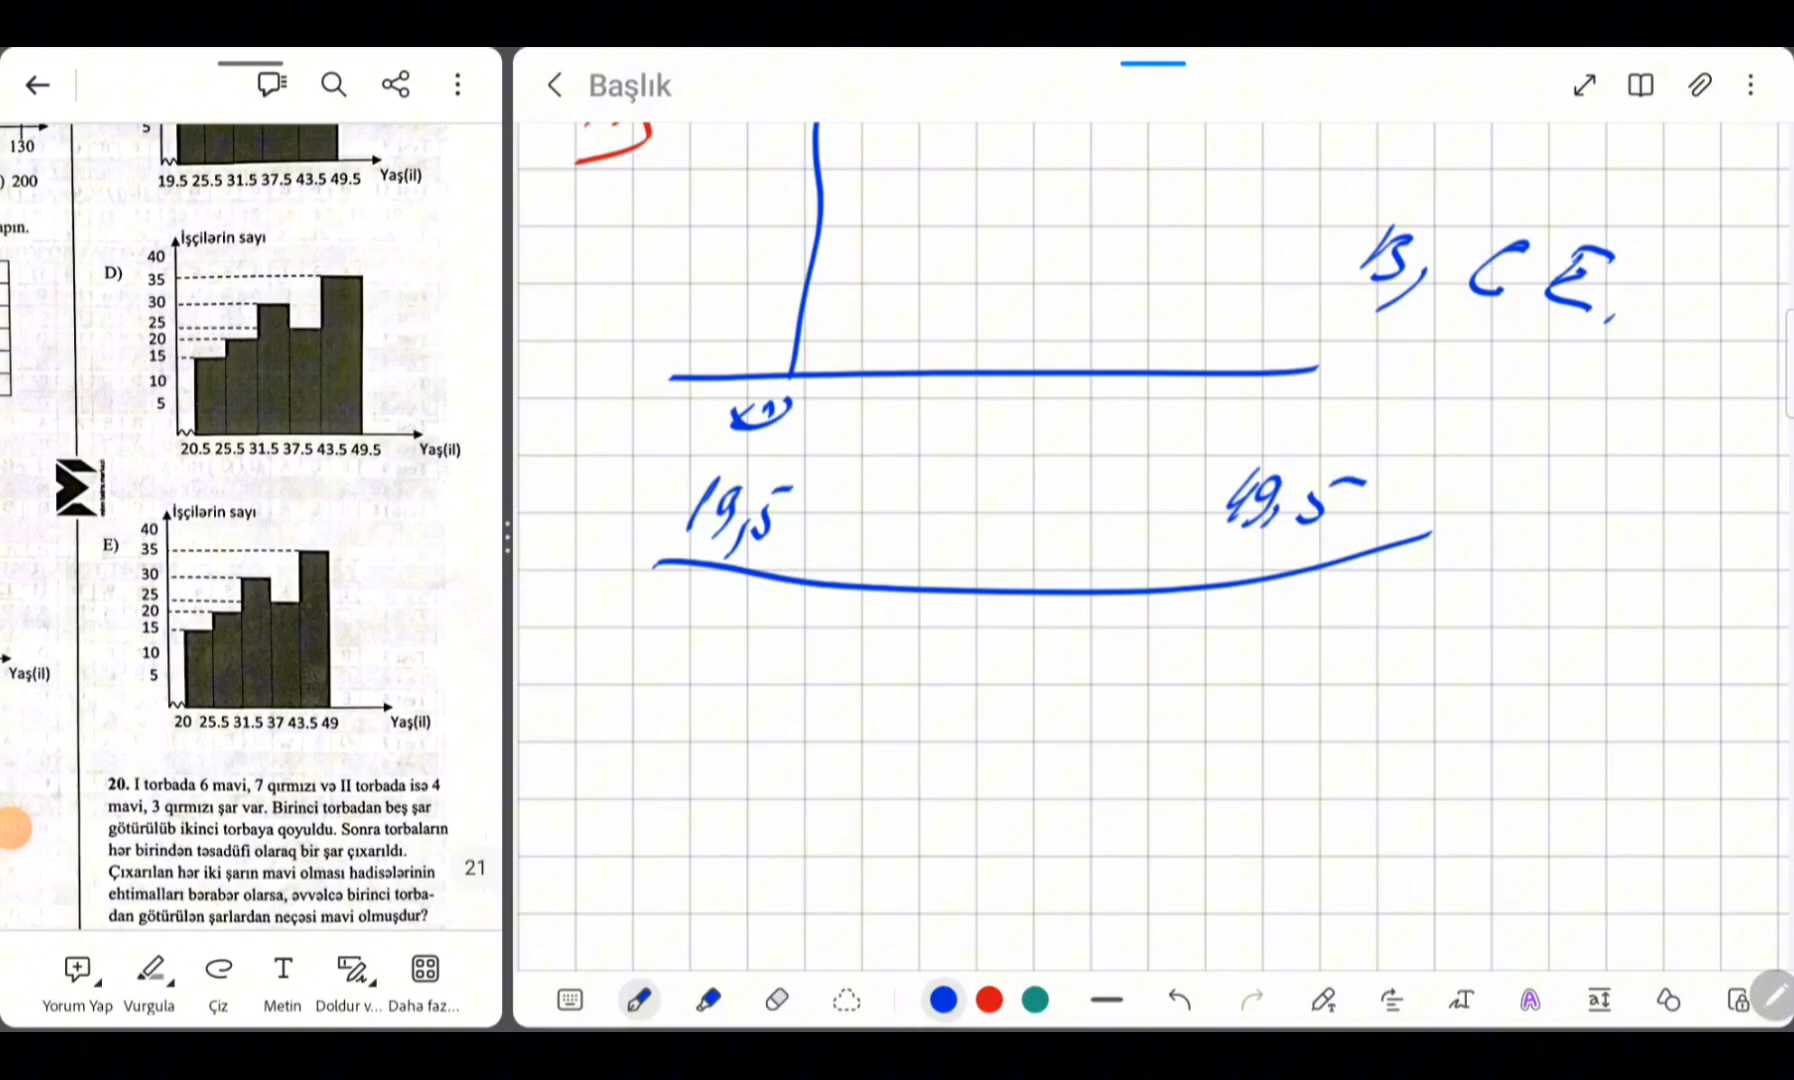 Başlık
130
) 200
apın.
5
19.5 25.5 31.5 37.5 43.5 49.5 Yaş(il)
D)
İşçilərin sayı
40
35
30
25
20
15
10
5
20.5 25.5 31.5 37.5 43.5 49.5 Yaş(il)
E)
İşçilərin sayı
40
35
30
25
20
15
10
5
20 25.5 31.5 37 43.5 49 Yaş(il)
Yaş(il)
20. I torbada 6 mavi, 7 qırmızı və II torbada isə 4
mavi, 3 qırmızı şar var. Birinci torbadan beş şar
götürülüb ikinci torbaya qoyuldu. Sonra torbaların
hər birindən təsadüfi olaraq bir şar çıxarıldı.
Çıxarılan hər iki şarın mavi olması hadisələrinin
ehtimalları bərabər olarsa, əvvəlcə birinci torba-
dan götürülən şarlardan neçəsi mavi olmuşdur?
21
Yorum Yap Vurgula Çiz Metin Doldur v... Daha faz...
B, C E.
19,5 49,5